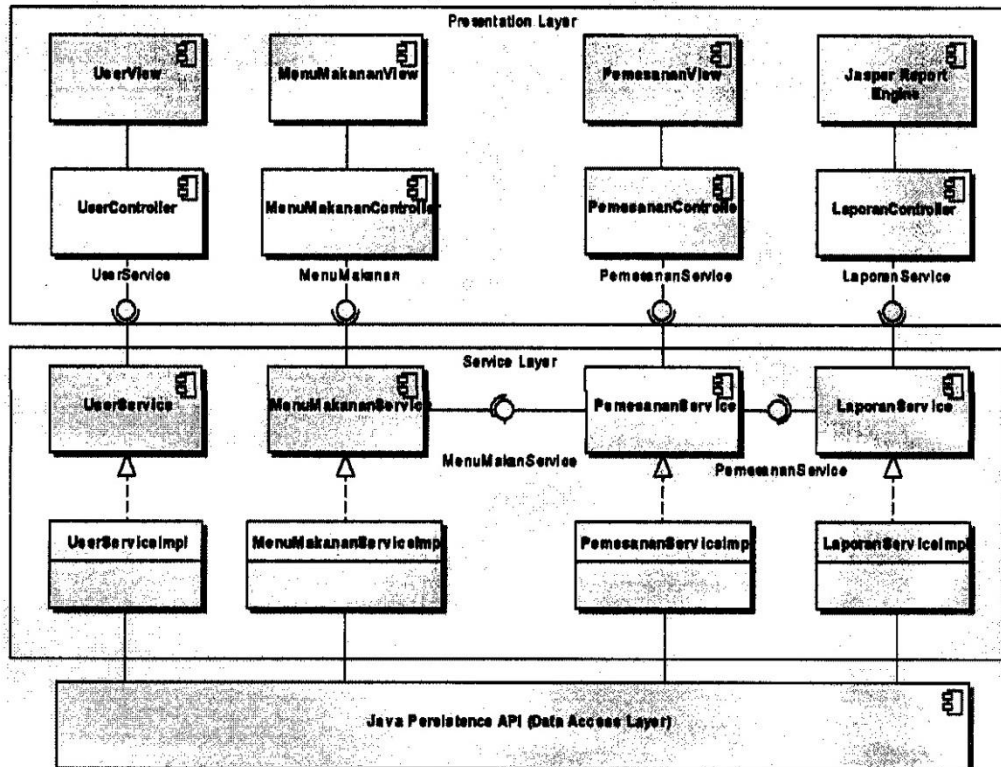 Presentation Layer
UserView
MenuMakananView
PemesananView
Jasper Report
Engine
UserController
MenuMakananController
PemesananControlle
LaporanController
UserService
MenuMakanan
PemesananService
LaporanService
Service Layer
UserService
MenuMakananService
PemesananService
LaporanService
MenuMakanService
PemesananService
UserServiceImpl
MenuMakananServiceImp
PemesananServiceImp
LaporanServiceImpl
Java Persistence API (Data Access Layer)